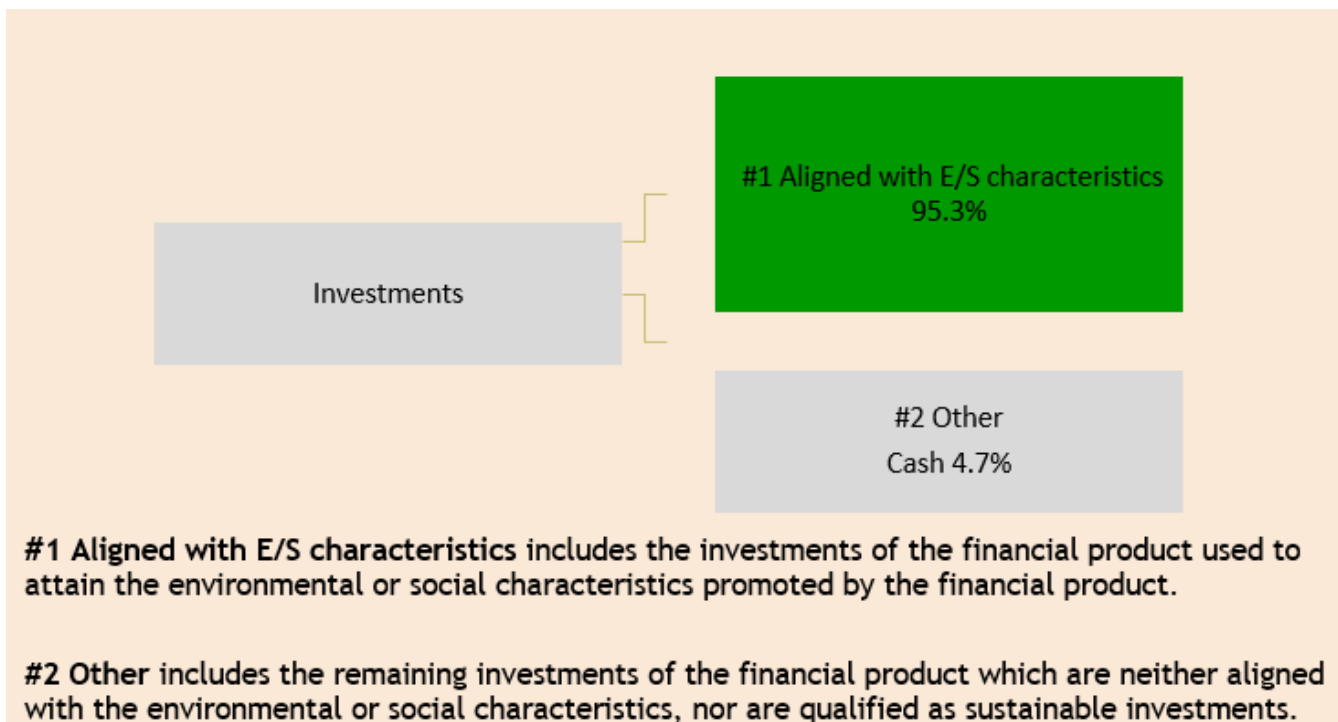 #1 Aligned with E/S characteristics
95.3%
Investments
#2 Other
Cash 4.7%
#1 Aligned with E/S characteristics includes the investments of the financial product used to
attain the environmental or social characteristics promoted by the financial product.
#2 Other includes the remaining investments of the financial product which are neither aligned
with the environmental or social characteristics, nor are qualified as sustainable investments.